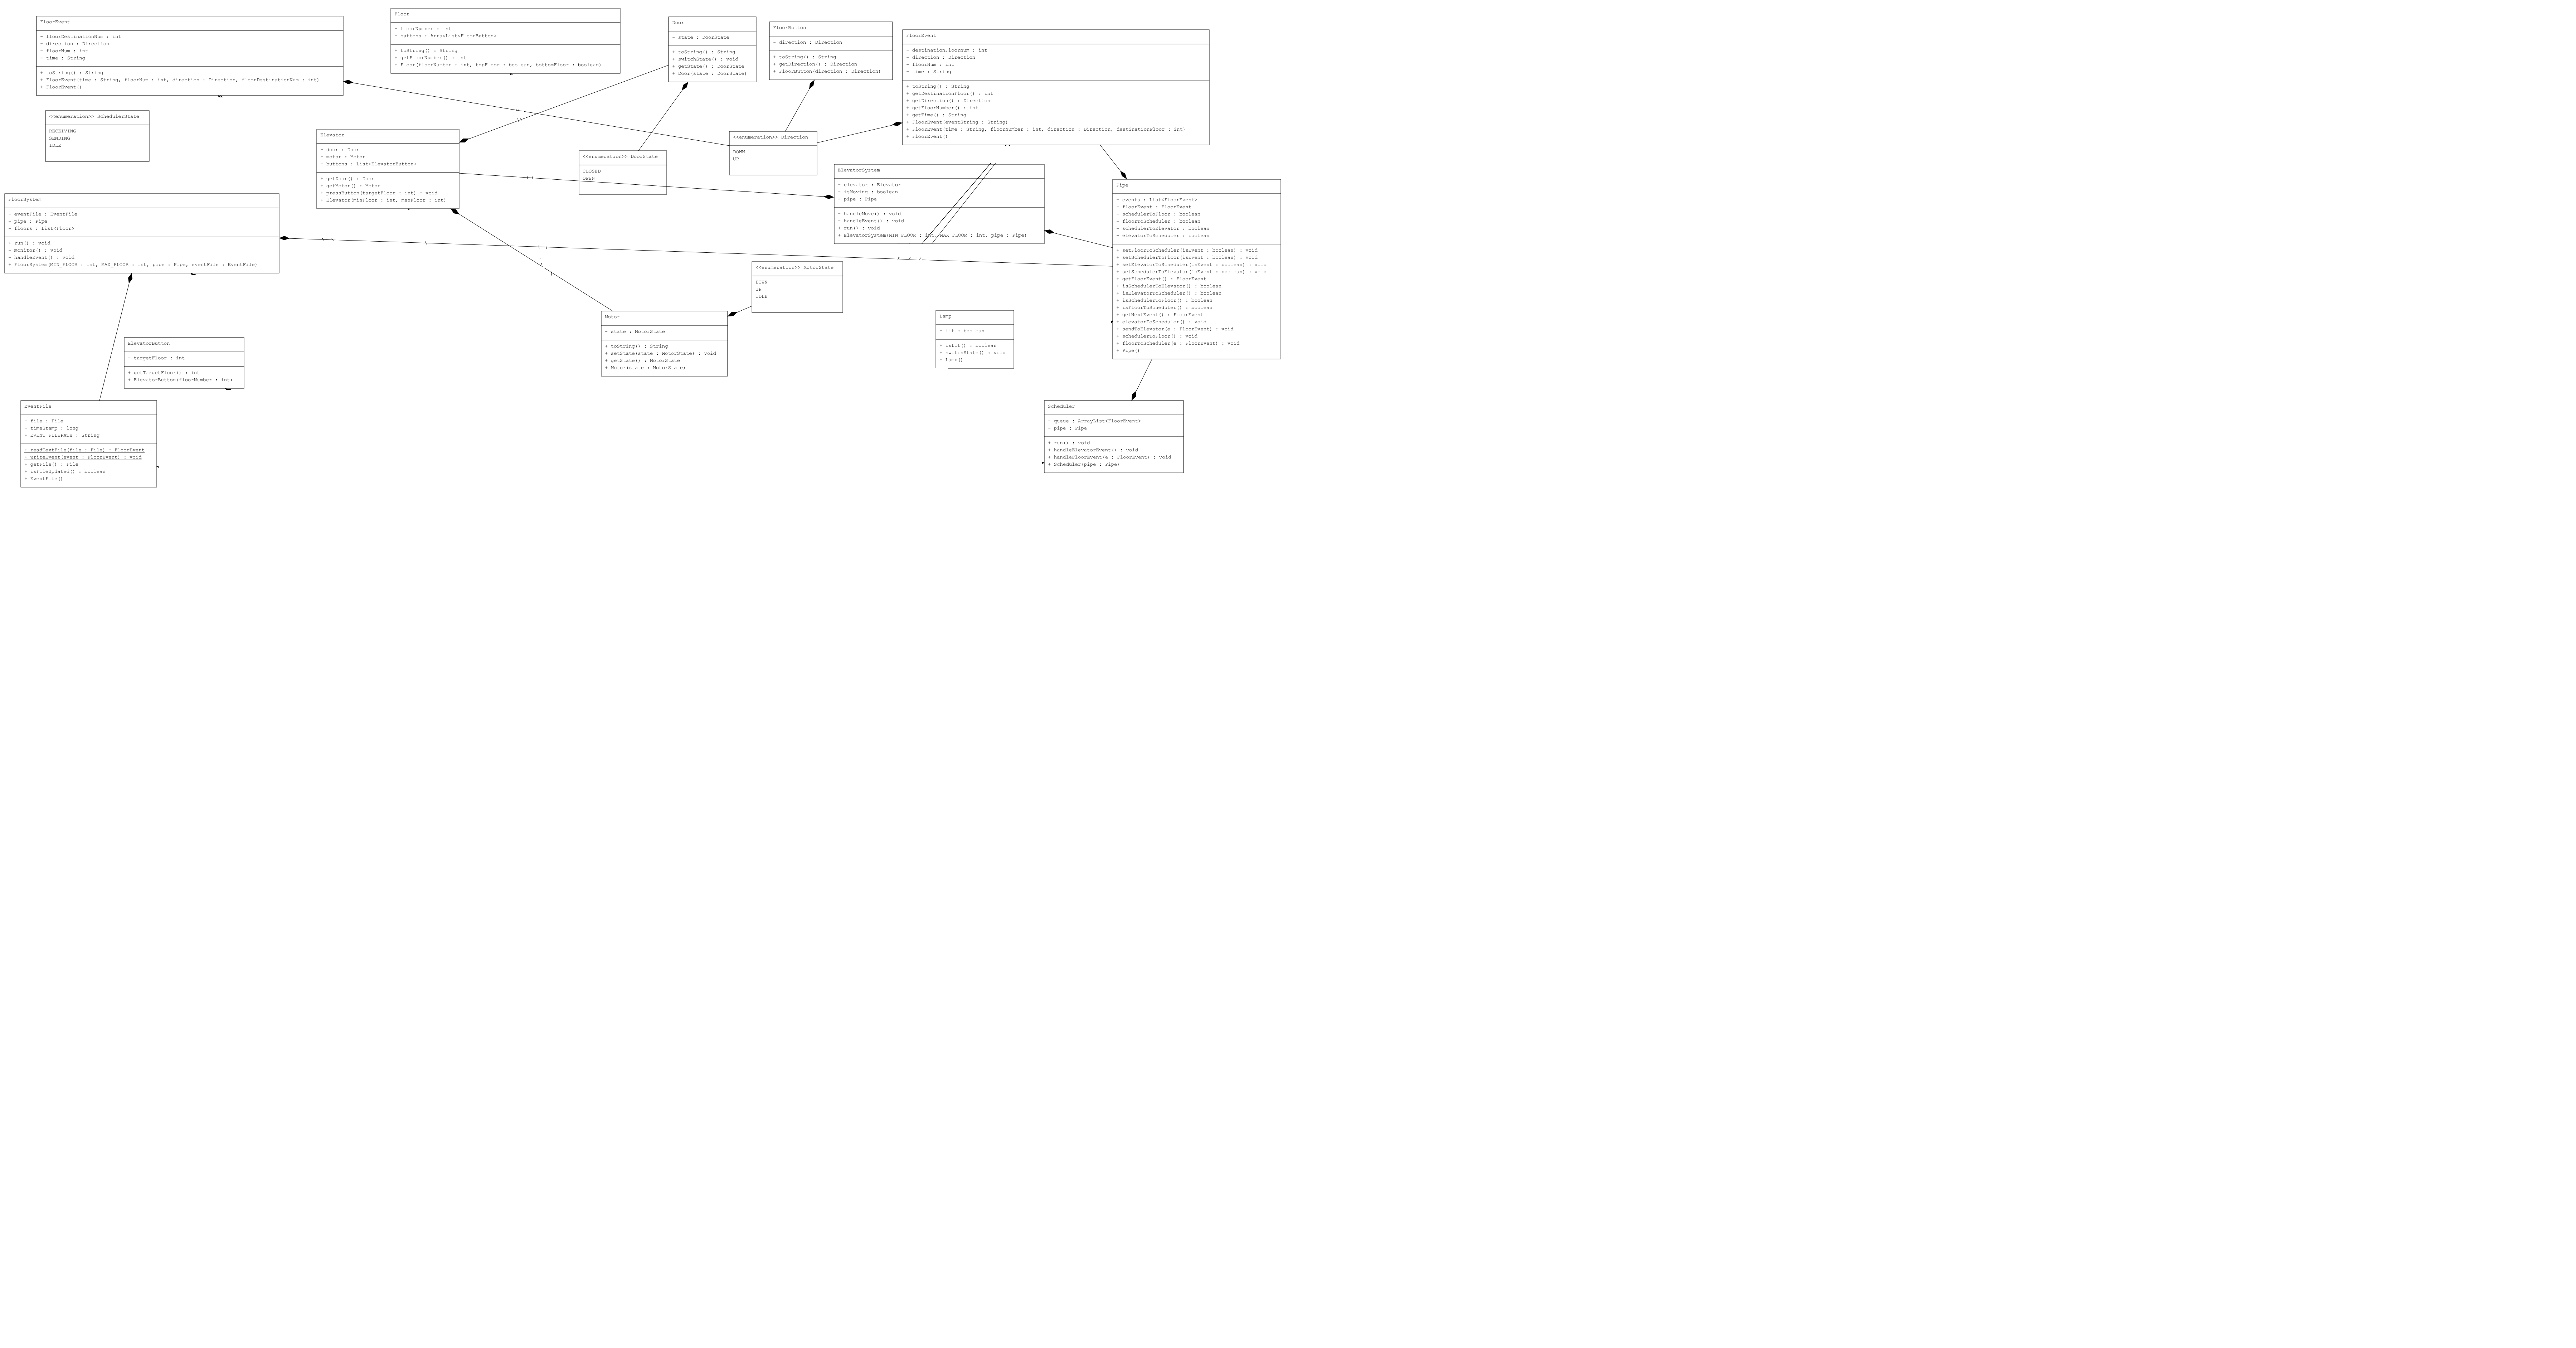 FloorEvent
- floorDestinationNum : int
- direction : Direction
- floorNum : int
- time : String
+ toString() : String
+ FloorEvent(time : String, floorNum : int, direction : Direction, floorDestinationNum : int)
+ FloorEvent()
Floor
- floorNumber : int
- buttons : ArrayList<FloorButton>
+ toString() : String
+ getFloorNumber() : int
+ Floor(floorNumber : int, topFloor : boolean, bottomFloor : boolean)
Door
- state : DoorState
+ toString() : String
+ switchState() : void
+ getState() : DoorState
+ Door(state : DoorState)
FloorButton
- direction : Direction
+ toString() : String
+ getDirection() : Direction
+ FloorButton(direction : Direction)
FloorEvent
- destinationFloorNum : int
- direction : Direction
- floorNum : int
- time : String
+ toString() : String
+ getDestinationFloor() : int
+ getDirection() : Direction
+ getFloorNumber() : int
+ getTime() : String
+ FloorEvent(eventString : String)
+ FloorEvent(time : String, floorNumber : int, direction : Direction, destinationFloor : int)
+ FloorEvent()
<<enumeration>> SchedulerState
RECEIVING
SENDING
IDLE
Elevator
- door : Door
- motor : Motor
- buttons : List<ElevatorButton>
+ getDoor() : Door
+ getMotor() : Motor
+ pressButton(targetFloor : int) : void
+ Elevator(minFloor : int, maxFloor : int)
<<enumeration>> DoorState
CLOSED
OPEN
<<enumeration>> Direction
DOWN
UP
ElevatorSystem
- elevator : Elevator
- isMoving : boolean
- pipe : Pipe
- handleMove() : void
- handleEvent() : void
+ run() : void
+ ElevatorSystem(MIN_FLOOR : int, MAX_FLOOR : int, pipe : Pipe)
Pipe
- events : List<FloorEvent>
- floorEvent : FloorEvent
- schedulerToFloor : boolean
- floorToScheduler : boolean
- schedulerToElevator : boolean
- elevatorToScheduler : boolean
+ setFloorToScheduler(isEvent : boolean) : void
+ setSchedulerToFloor(isEvent : boolean) : void
+ setElevatorToScheduler(isEvent : boolean) : void
+ setSchedulerToElevator(isEvent : boolean) : void
+ getFloorEvent() : FloorEvent
+ isSchedulerToElevator() : boolean
+ isElevatorToScheduler() : boolean
+ isSchedulerToFloor() : boolean
+ isFloorToScheduler() : boolean
+ getNextEvent() : FloorEvent
+ elevatorToScheduler() : void
+ sendToElevator(e : FloorEvent) : void
+ schedulerToFloor() : void
+ floorToScheduler(e : FloorEvent) : void
+ Pipe()
FloorSystem
- eventFile : EventFile
- pipe : Pipe
- floors : List<Floor>
+ run() : void
- monitor() : void
- handleEvent() : void
+ FloorSystem(MIN_FLOOR : int, MAX_FLOOR : int, pipe : Pipe, eventFile : EventFile)
<<enumeration>> MotorState
DOWN
UP
IDLE
Motor
- state : MotorState
+ toString() : String
+ setState(state : MotorState) : void
+ getState() : MotorState
+ Motor(state : MotorState)
Lamp
- lit : boolean
+ isLit() : boolean
+ switchState() : void
+ Lamp()
ElevatorButton
- targetFloor : int
+ getTargetFloor() : int
+ ElevatorButton(floorNumber : int)
EventFile
- file : File
- timeStamp : long
+ EVENT_FILEPATH : String
+ readTextFile(file : File) : FloorEvent
+ writeEvent(event : FloorEvent) : void
+ getFile() : File
+ isFileUpdated() : boolean
+ EventFile()
Scheduler
- queue : ArrayList<FloorEvent>
- pipe : Pipe
+ run() : void
+ handleElevatorEvent() : void
+ handleFloorEvent(e : FloorEvent) : void
+ Scheduler(pipe : Pipe)